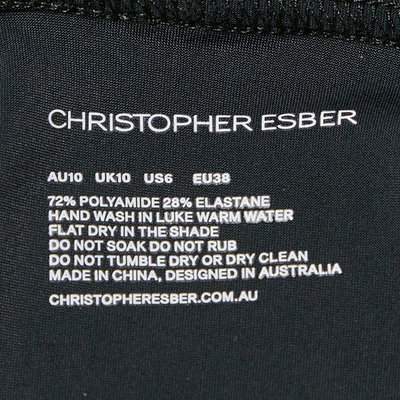 CHRISTOPHER ESBER
AU10 UK10 US6 EU38
72% POLYAMIDE 28% ELASTANE
HAND WASH IN LUKE WARM WATER
FLAT DRY IN THE SHADE
DO NOT SOAK DO NOT RUB
DO NOT TUMBLE DRY OR DRY CLEAN
MADE IN CHINA, DESIGNED IN AUSTRALIA
CHRISTOPHERESBER.COM.AU